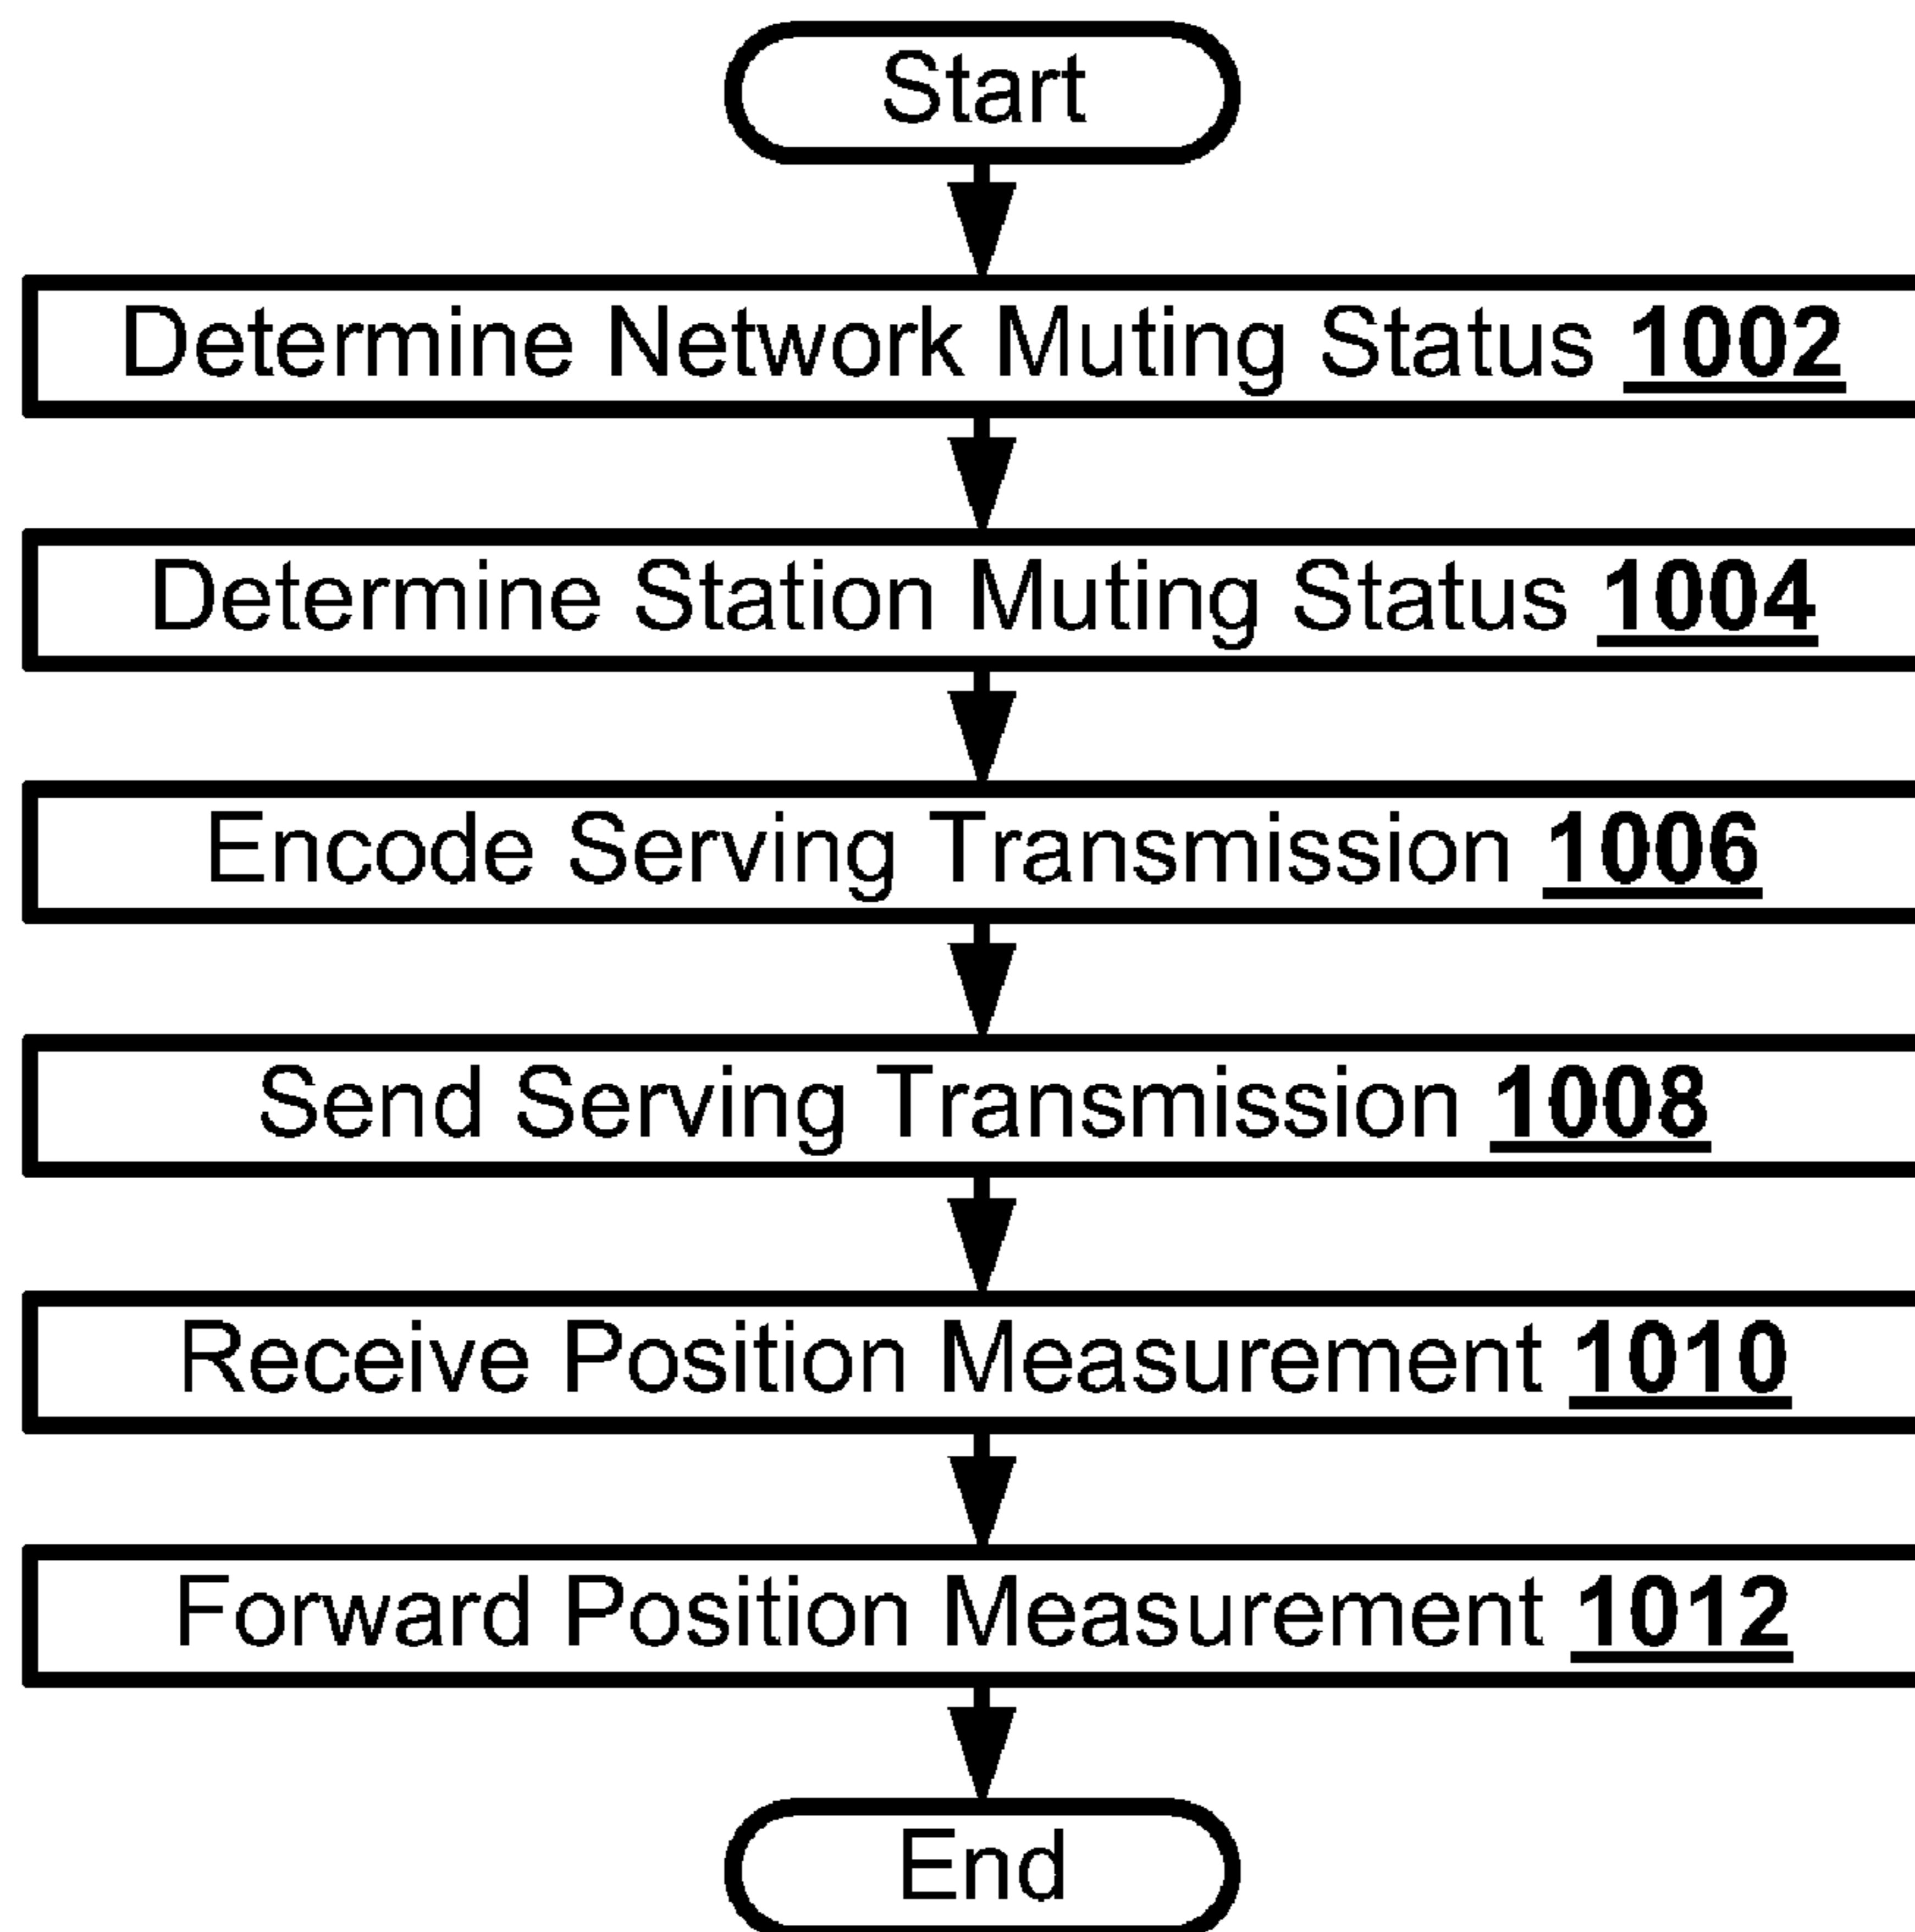 Start
Determine Network Muting Status 1002
Determine Station Muting Status 1004
Encode Serving Transmission 1006
Send Serving Transmission 1008
Receive Position Measurement 1010
Forward Position Measurement 1012
End